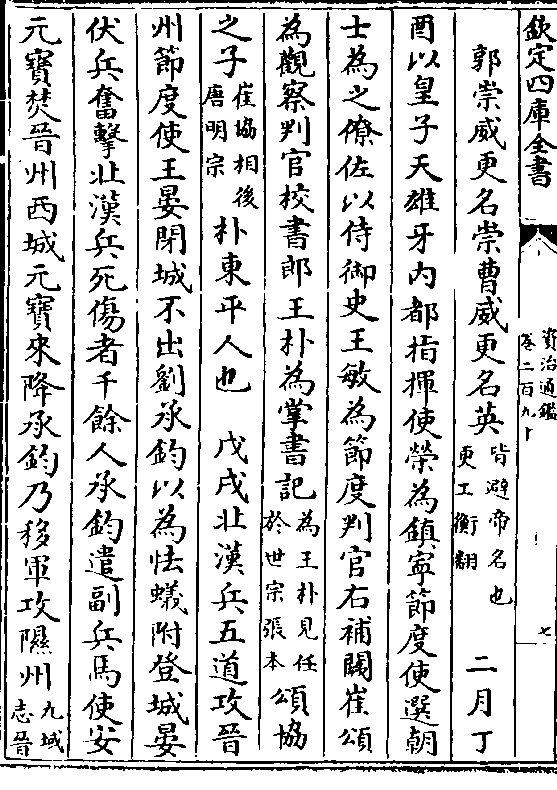 欽定四庫全書
資治通鑑
卷二百九十
七
郭崇威更名崇曹威更名英皆避帝名也更工衡翻 二月丁
酉以皇子天雄牙内都指揮使榮為鎮寜節度使選朝
士為之僚佐以侍御史王敏為節度判官右補闕崔頌
為觀察判官校書郎王朴為掌書記為王朴見任於世宗張本頌協
之子崔協相後唐明宗朴東平人也 戊戌北漢兵五道攻晉
州節度使王晏閉城不出劉承鈞以為怯蟻附登城晏
伏兵奮擊北漢兵死傷者千餘人承鈞遣副兵馬使安
元寶焚晉州西城元寶來降承鈞乃移軍攻隰州九域志晉